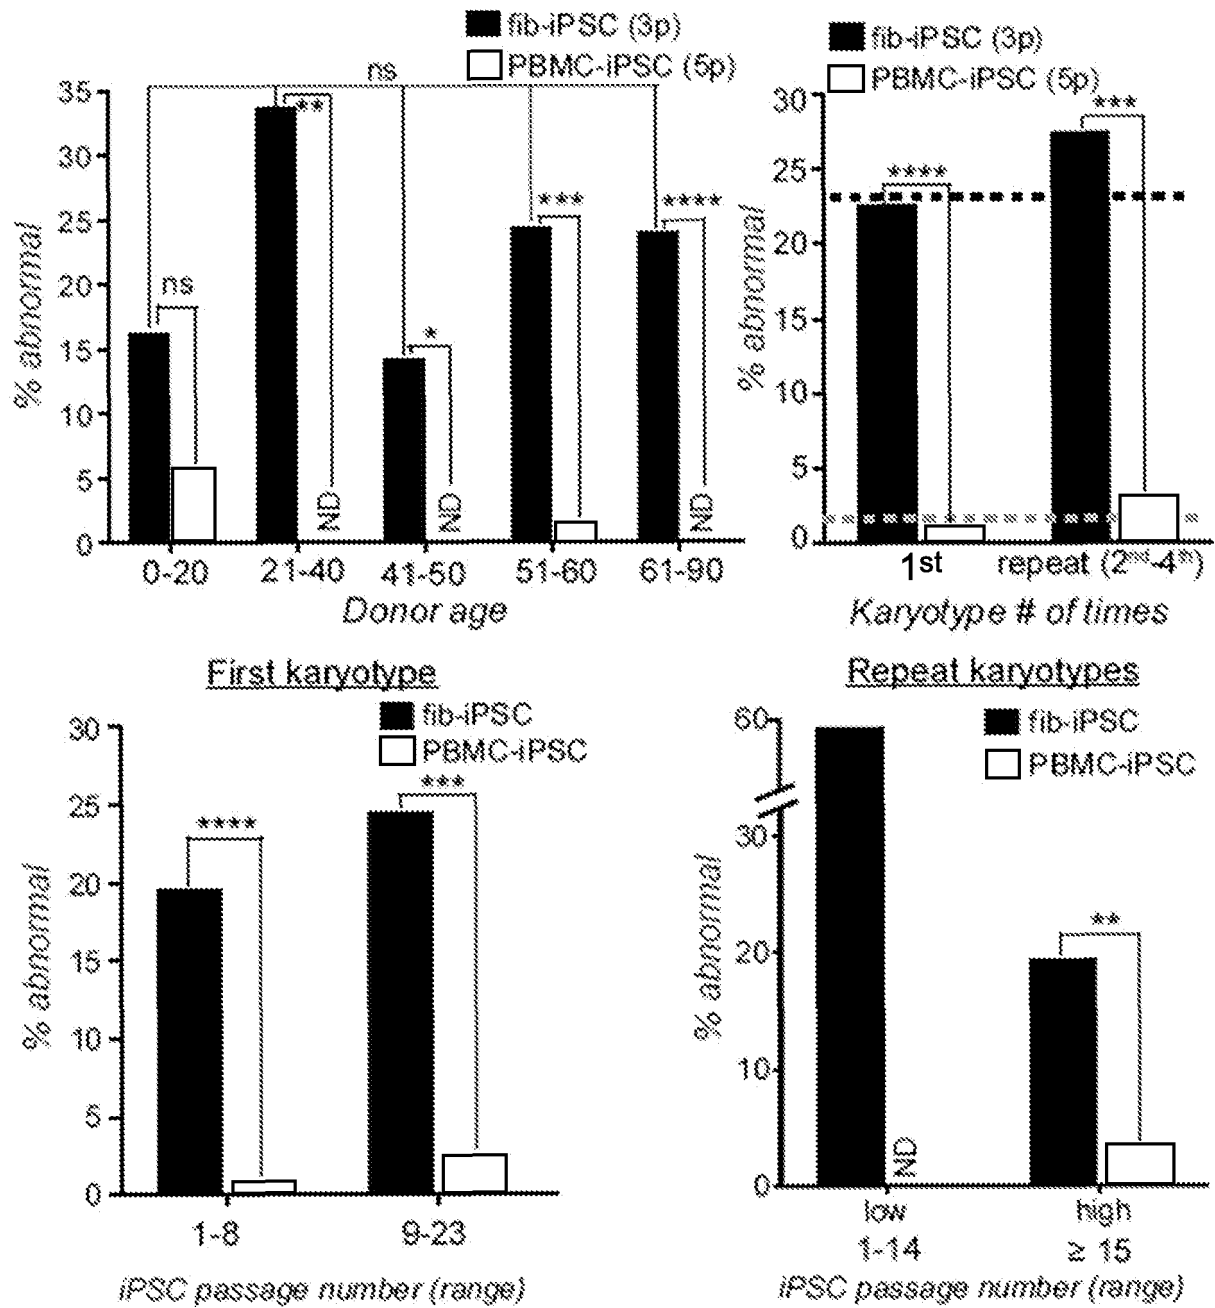 fib-iPSC (3p)
PBMC-iPSC (5p)
ns
**
ns
*
***
****
35
30
25
20
15
10
5
0
% abnormal
ND
ND
ND
0-20
21-40
41-50
51-60
61-90
Donor age
fib-iPSC (3p)
PBMC-iPSC (5p)
***
****
30
25
20
15
10
5
0
% abnormal
1st
repeat (2nd-4th)
Karyotype # of times
First karyotype
fib-iPSC
PBMC-iPSC
****
***
30
25
20
15
10
5
0
% abnormal
1-8
9-23
iPSC passage number (range)
Repeat karyotypes
fib-iPSC
PBMC-iPSC
**
60
30
20
10
0
% abnormal
ND
low
1-14
high
≥ 15
iPSC passage number (range)